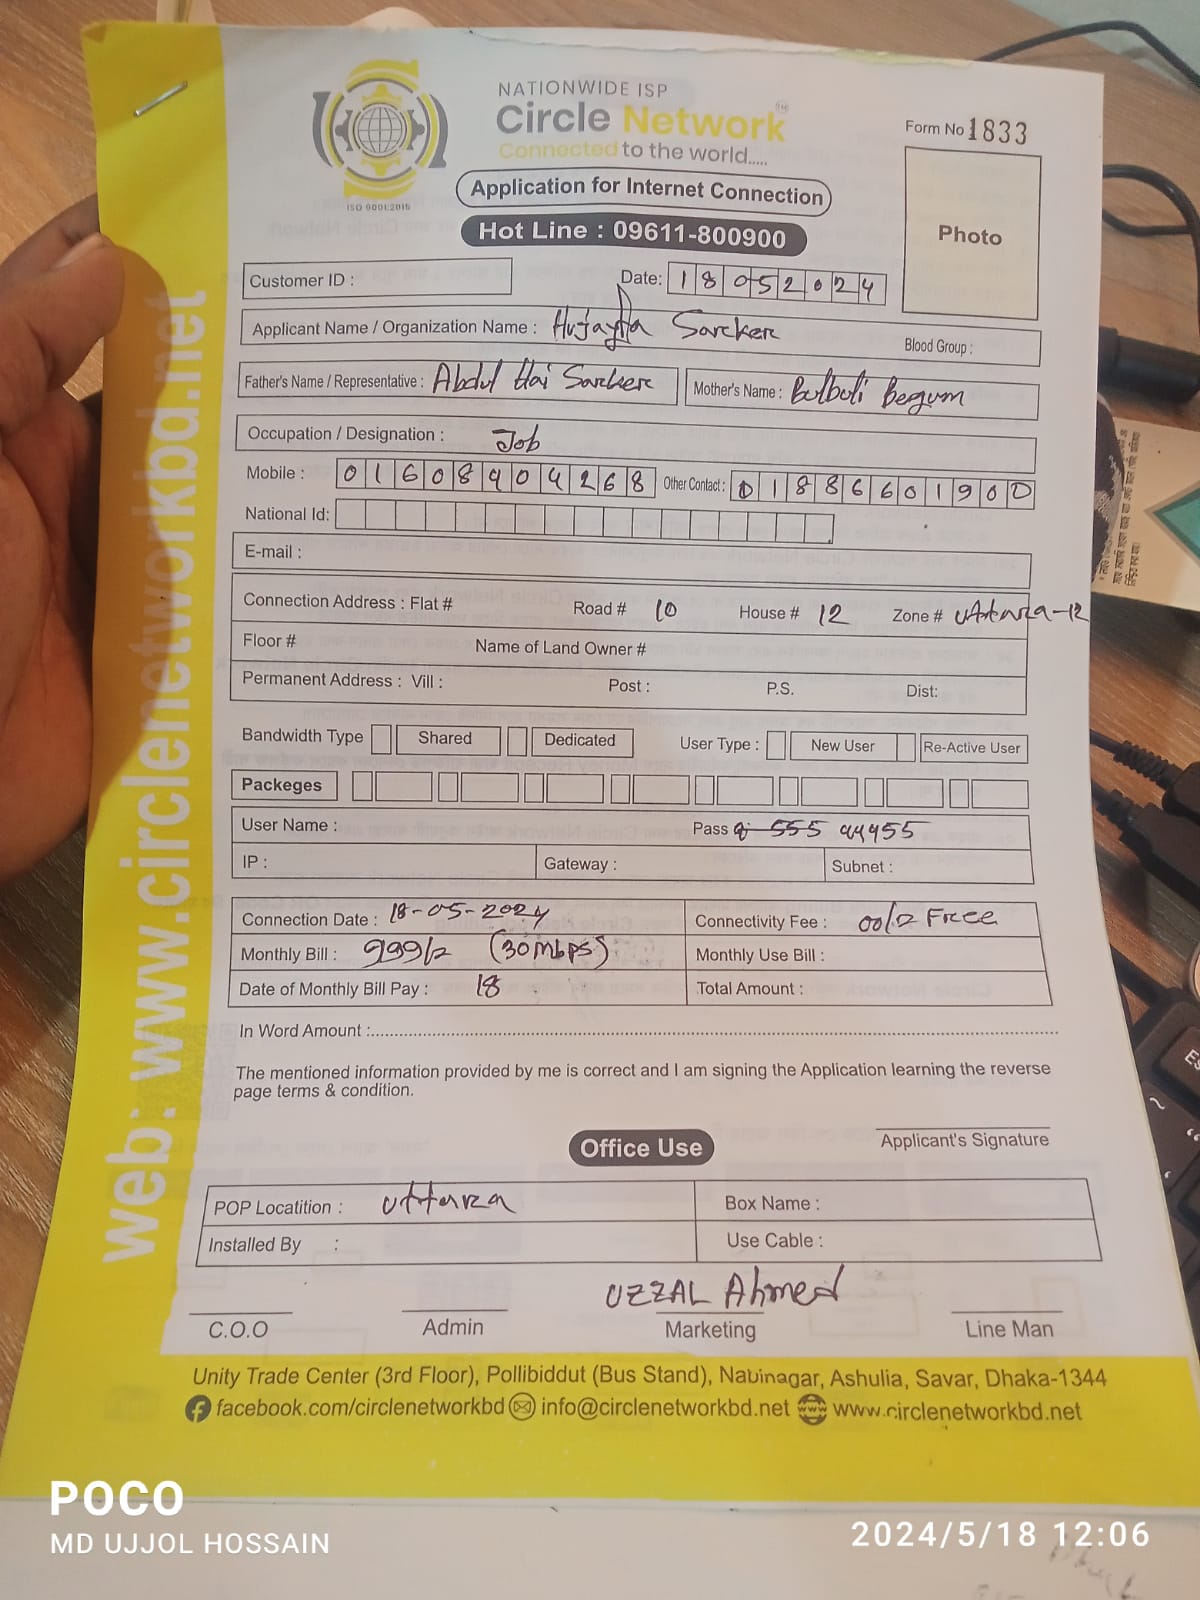 NATIONWIDE ISP
Circle Network™
Connected to the world.....
ISO 9001:2015
Form No 1833
Application for Internet Connection
Hot Line : 09611-800900
Photo
Customer ID :
Date: 18052024
Applicant Name / Organization Name : Hujayfa Sarker
Blood Group :
Father's Name / Representative : Abdul Hai Sarker
Mother's Name : Bulbuli Begum
Occupation / Designation : Job
Mobile : 01608904268 Other Contact : 01886601900
National Id:
E-mail :
Connection Address : Flat # Road # 10 House # 12 Zone # Uttara-12
Floor # Name of Land Owner #
Permanent Address : Vill : Post : P.S. Dist:
Bandwidth Type Shared Dedicated User Type : New User Re-Active User
Packeges
User Name : Pass 555 44455
IP : Gateway : Subnet :
Connection Date : 18-05-2024 Connectivity Fee : 00/= Free
Monthly Bill : 999/= (30mbps) Monthly Use Bill :
Date of Monthly Bill Pay : 18 Total Amount :
In Word Amount :
The mentioned information provided by me is correct and I am signing the Application learning the reverse
page terms & condition.
Office Use
Applicant's Signature
POP Locatition : Uttara Box Name :
Installed By : Use Cable :
UZZAL Ahmed
C.O.O Admin Marketing Line Man
Unity Trade Center (3rd Floor), Pollibiddut (Bus Stand), Nabinagar, Ashulia, Savar, Dhaka-1344
facebook.com/circlenetworkbd info@circlenetworkbd.net www www.circlenetworkbd.net
web: www.circlenetworkbd.net
Es
POCO
MD UJJOL HOSSAIN
2024/5/18 12:06